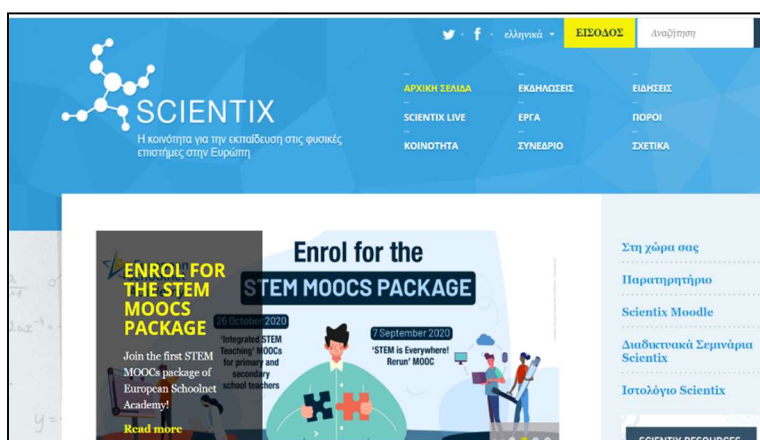 ελληνικά
ΕΙΣΟΔΟΣ
Αναζήτηση
ΑΡΧΙΚΗ ΣΕΛΙΔΑ
ΕΚΔΗΛΩΣΕΙΣ
ΕΙΔΗΣΕΙΣ
SCIENTIX LIVE
ΕΡΓΑ
ΠΟΡΟΙ
ΚΟΙΝΟΤΗΤΑ
ΣΥΝΕΔΡΙΟ
ΣΧΕΤΙΚΑ
SCIENTIX
Η κοινότητα για την εκπαίδευση στις φυσικές
επιστήμες στην Ευρώπη
ENROL FOR
THE STEM
MOOCS
PACKAGE
Join the first STEM
MOOCs package of
European Schoolnet
Academy!
Read more
Enrol for the
STEM MOOCS PACKAGE
26 October 2020
'Integrated STEM
Teaching' MOOCs
for primary and
secondary
school teachers
7 September 2020
'STEM is Everywhere!
Rerun' MOOC
Στη χώρα σας
Παρατηρητήριο
Scientix Moodle
Διαδικτυακά Σεμινάρια
Scientix
Ιστολόγιο Scientix
SCIENTIX RESOURCES